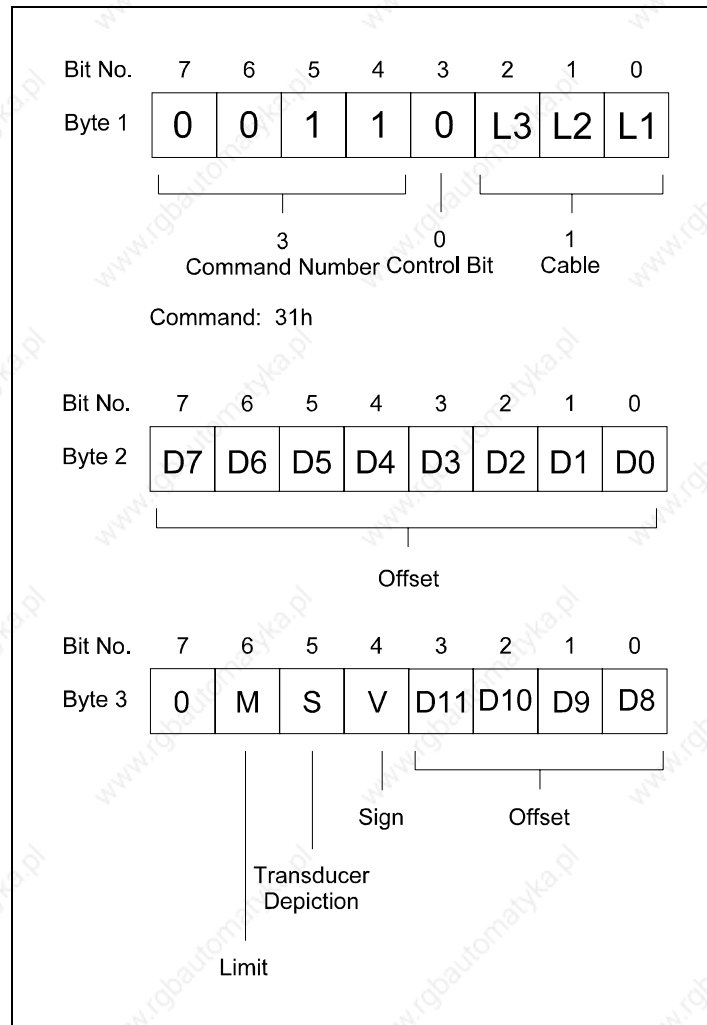 Bit No. 7 6 5 4 3 2 1 0
Byte 1 0 0 1 1 0 L3 L2 L1
3 0 1
Command Number Control Bit Cable
Command: 31h
Bit No. 7 6 5 4 3 2 1 0
Byte 2 D7 D6 D5 D4 D3 D2 D1 D0
Offset
Bit No. 7 6 5 4 3 2 1 0
Byte 3 0 M S V D11 D10 D9 D8
Sign Offset
Transducer
Depiction
Limit
www.rgbautomatyka.pl